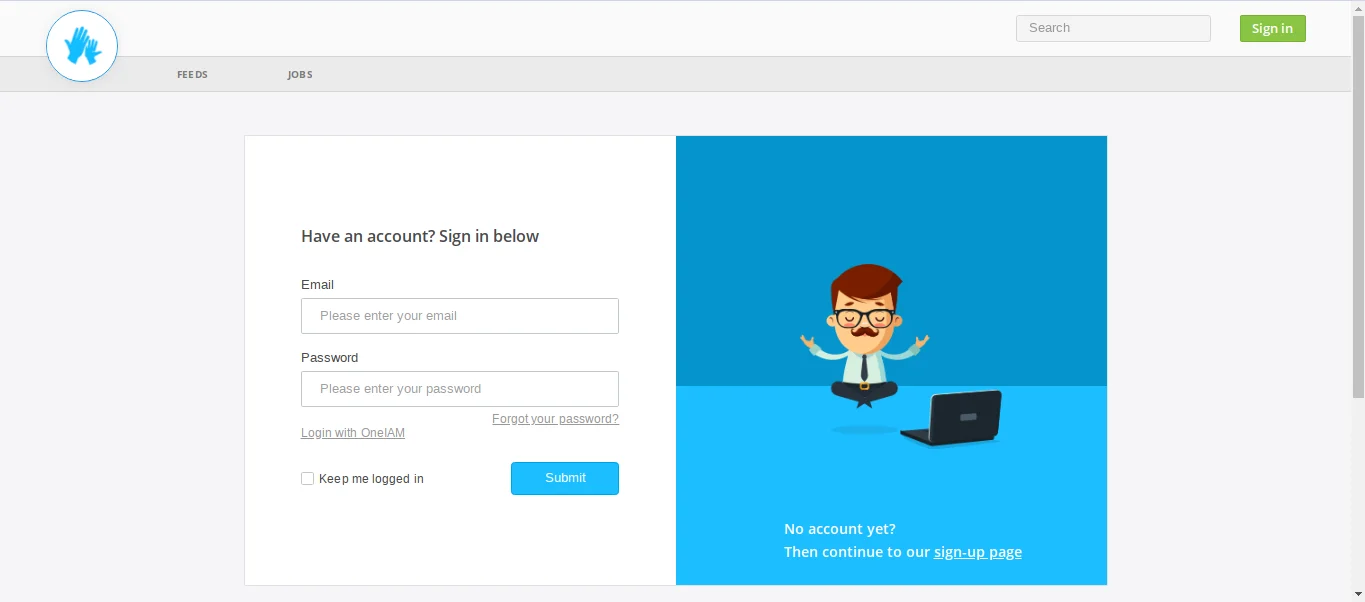 Search
Sign in
FEEDS
JOBS
Have an account? Sign in below
Email
Please enter your email
Password
Please enter your password
Forgot your password?
Login with OneIAM
Keep me logged in
Submit
No account yet?
Then continue to our sign-up page